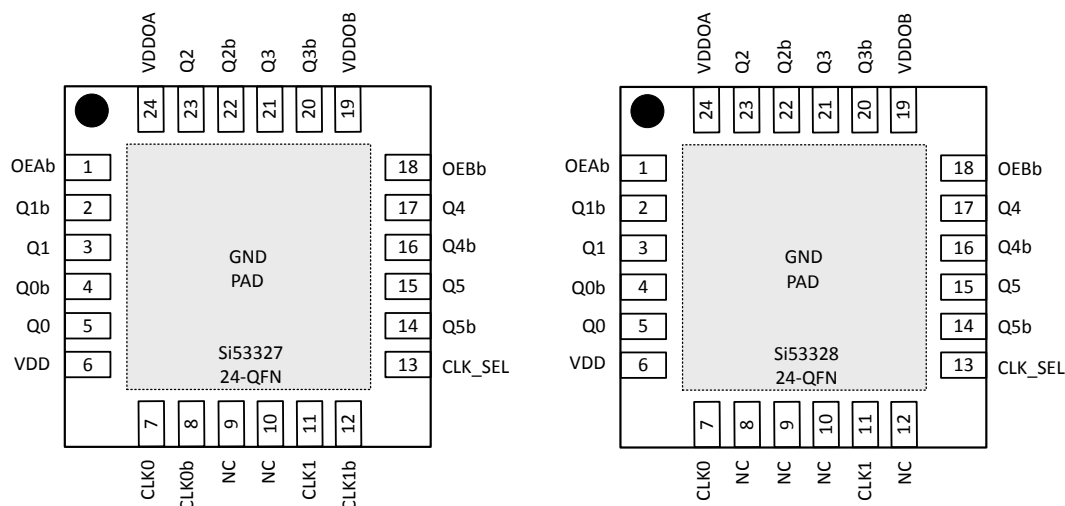 VDDOA Q2 Q2b Q3 Q3b VDDOB
24 23 22 21 20 19
OEAb 1 18 OEBb
Q1b 2 17 Q4
Q1 3 16 Q4b
Q0b 4 15 Q5
Q0 5 14 Q5b
VDD 6 13 CLK_SEL
GND
PAD
Si53327
24-QFN
7 8 9 10 11 12
CLK0 CLK0b NC NC CLK1 CLK1b
VDDOA Q2 Q2b Q3 Q3b VDDOB
24 23 22 21 20 19
OEAb 1 18 OEBb
Q1b 2 17 Q4
Q1 3 16 Q4b
Q0b 4 15 Q5
Q0 5 14 Q5b
VDD 6 13 CLK_SEL
GND
PAD
Si53328
24-QFN
7 8 9 10 11 12
CLK0 NC NC NC CLK1 NC